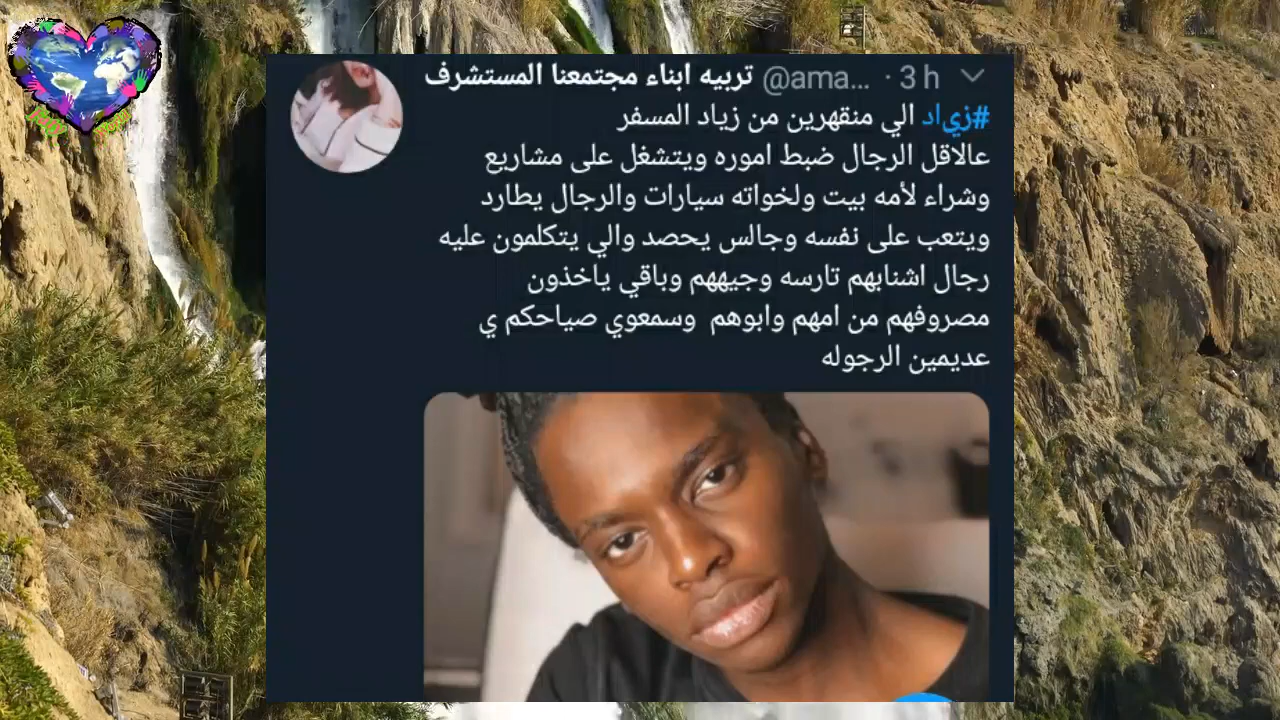 تربيه ابناء مجتمعنا المستشرف @ama... · 3 h
#زي‌اد الي منقهرين من زياد المسفر
عالاقل الرجال ضبط اموره ويتشغل على مشاريع
وشراء لأمه بيت ولخواته سيارات والرجال يطارد
ويتعب على نفسه وجالس يحصد والي يتكلمون عليه
رجال اشنابهم تارسه وجيههم وباقي ياخذون
مصروفهم من امهم وابوهم وسمعوي صياحكم ي
عديمين الرجوله